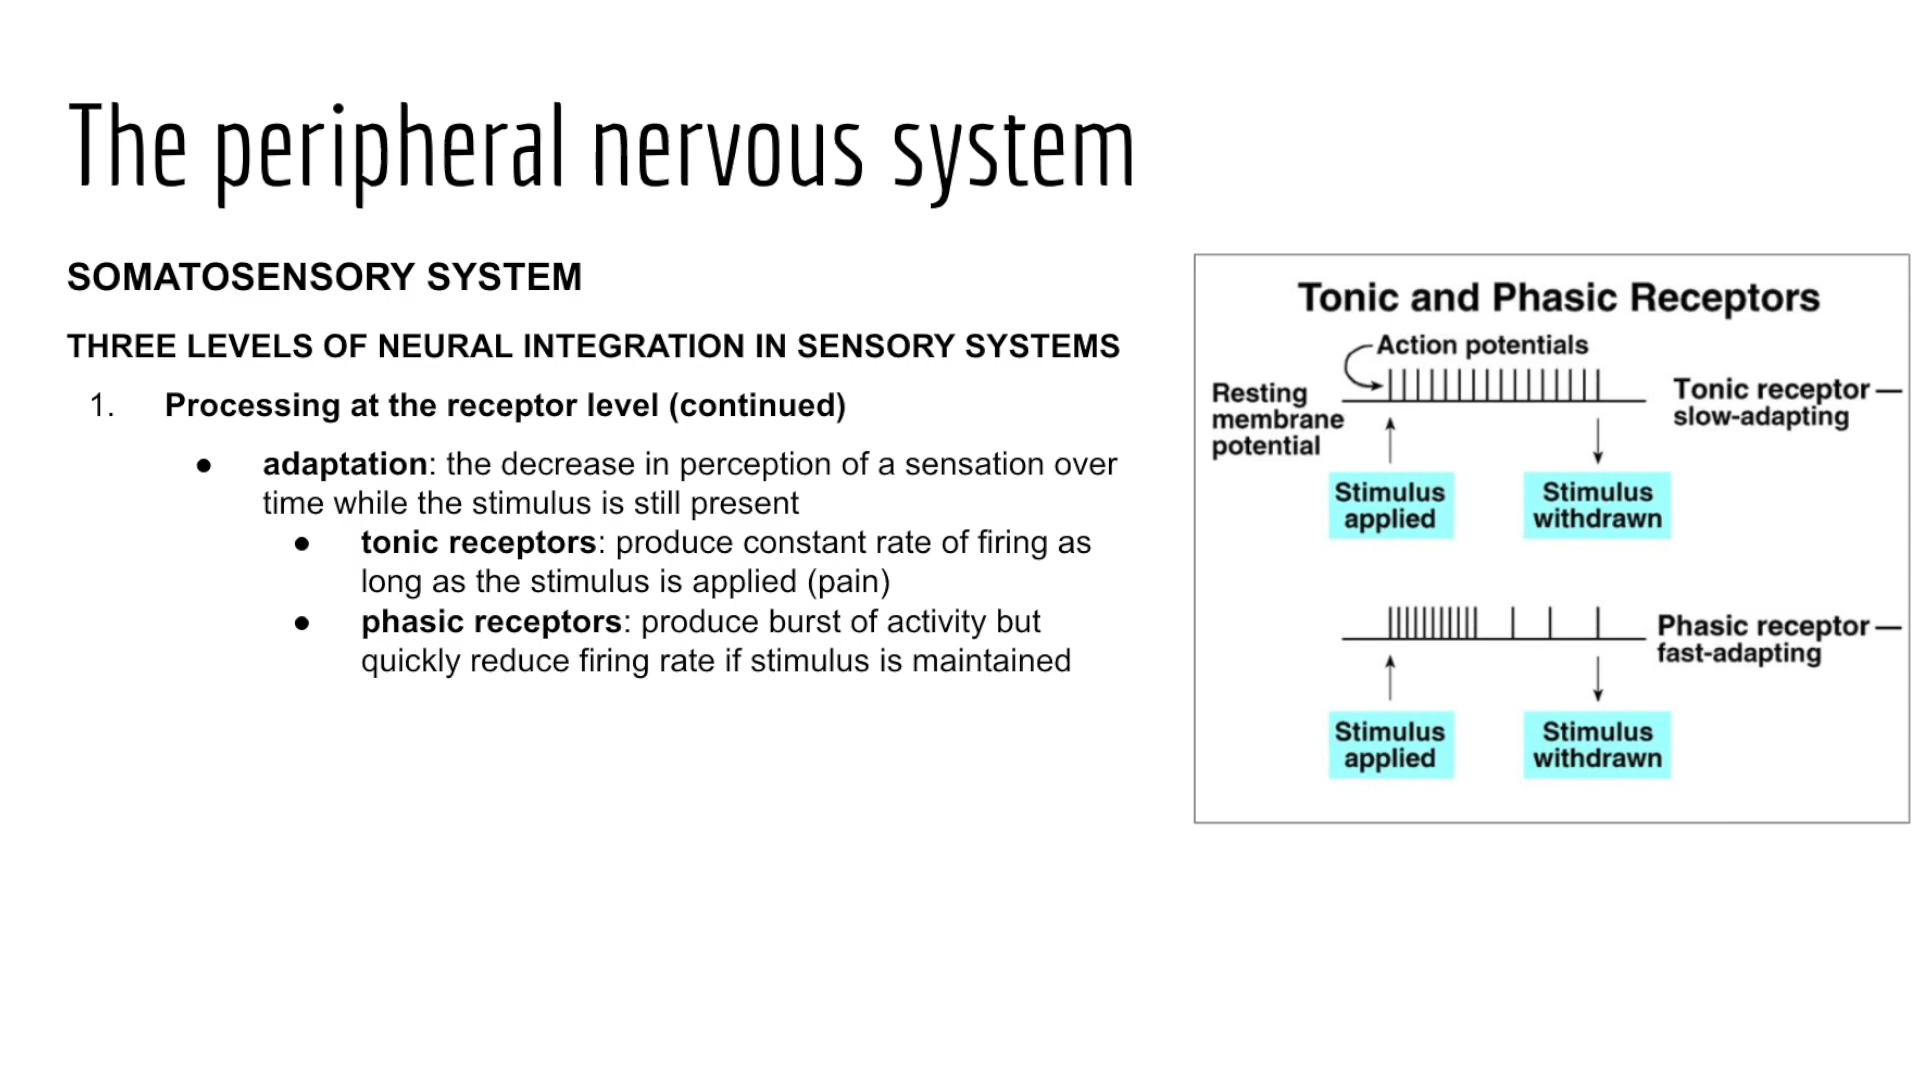 The peripheral nervous system
SOMATOSENSORY SYSTEM
THREE LEVELS OF NEURAL INTEGRATION IN SENSORY SYSTEMS
1. Processing at the receptor level (continued)
● adaptation: the decrease in perception of a sensation over
time while the stimulus is still present
● tonic receptors: produce constant rate of firing as
long as the stimulus is applied (pain)
● phasic receptors: produce burst of activity but
quickly reduce firing rate if stimulus is maintained
Tonic and Phasic Receptors
Action potentials
Resting
membrane
potential
Tonic receptor—
slow-adapting
Stimulus
applied
Stimulus
withdrawn
Phasic receptor—
fast-adapting
Stimulus
applied
Stimulus
withdrawn